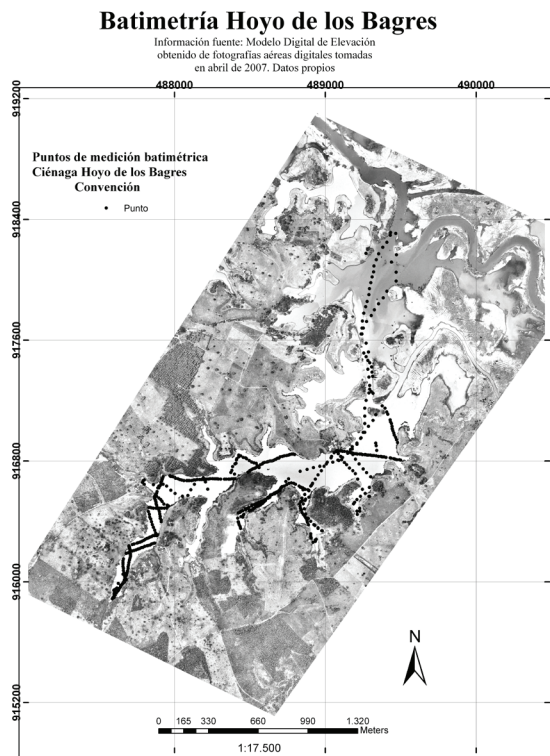 Batimetría Hoyo de los Bagres
Información fuente: Modelo Digital de Elevación
obtenido de fotografías aéreas digitales tomadas
en abril de 2007. Datos propios
488000 489000 490000
919200
Puntos de medición batimétrica
Ciénaga Hoyo de los Bagres
Convención
Punto
918400
917600
916800
916000
915200
N
0 165 330 660 990 1.320
Meters
1:17.500